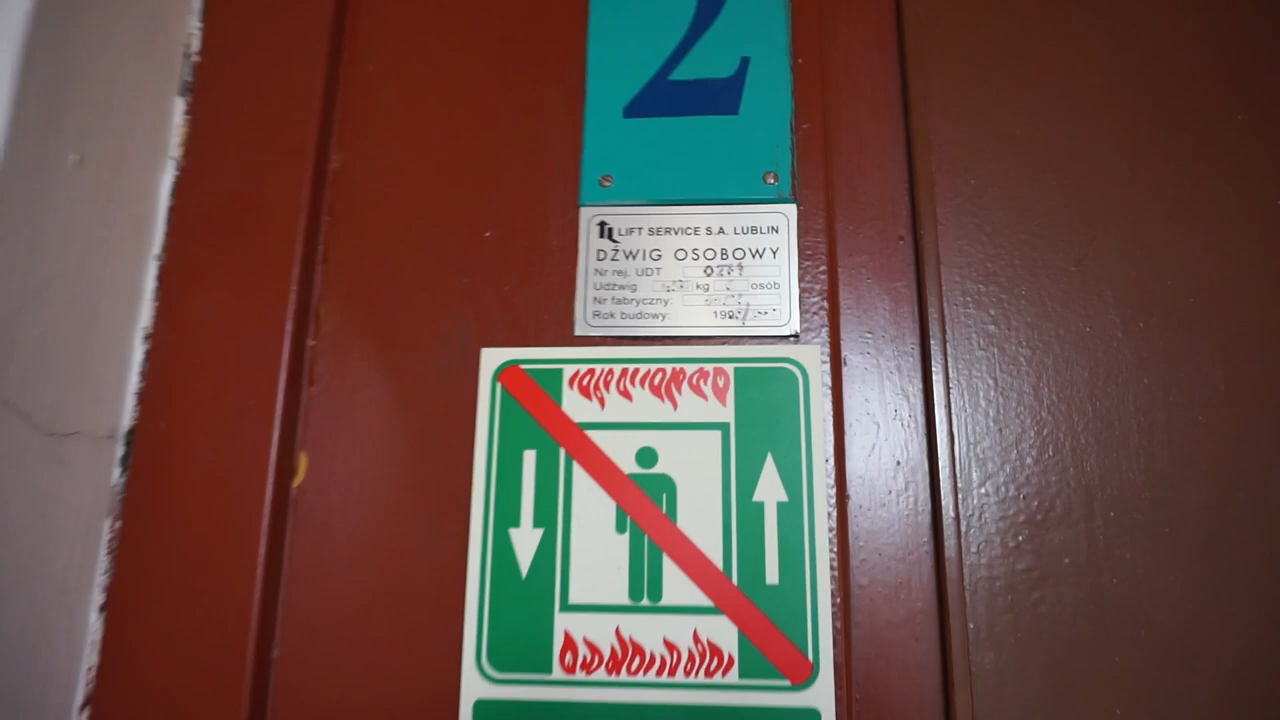 2
LIFT SERVICE S.A. LUBLIN
DŹWIG OSOBOWY
Nr rej. UDT
Udźwig kg osób
Nr fabryczny:
Rok budowy: